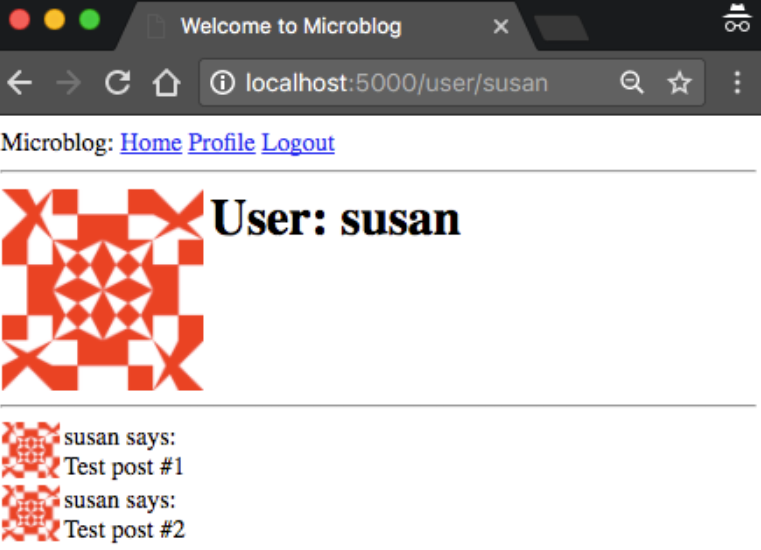 Welcome to Microblog
localhost:5000/user/susan
Microblog: Home Profile Logout
User: susan
susan says:
Test post #1
susan says:
Test post #2